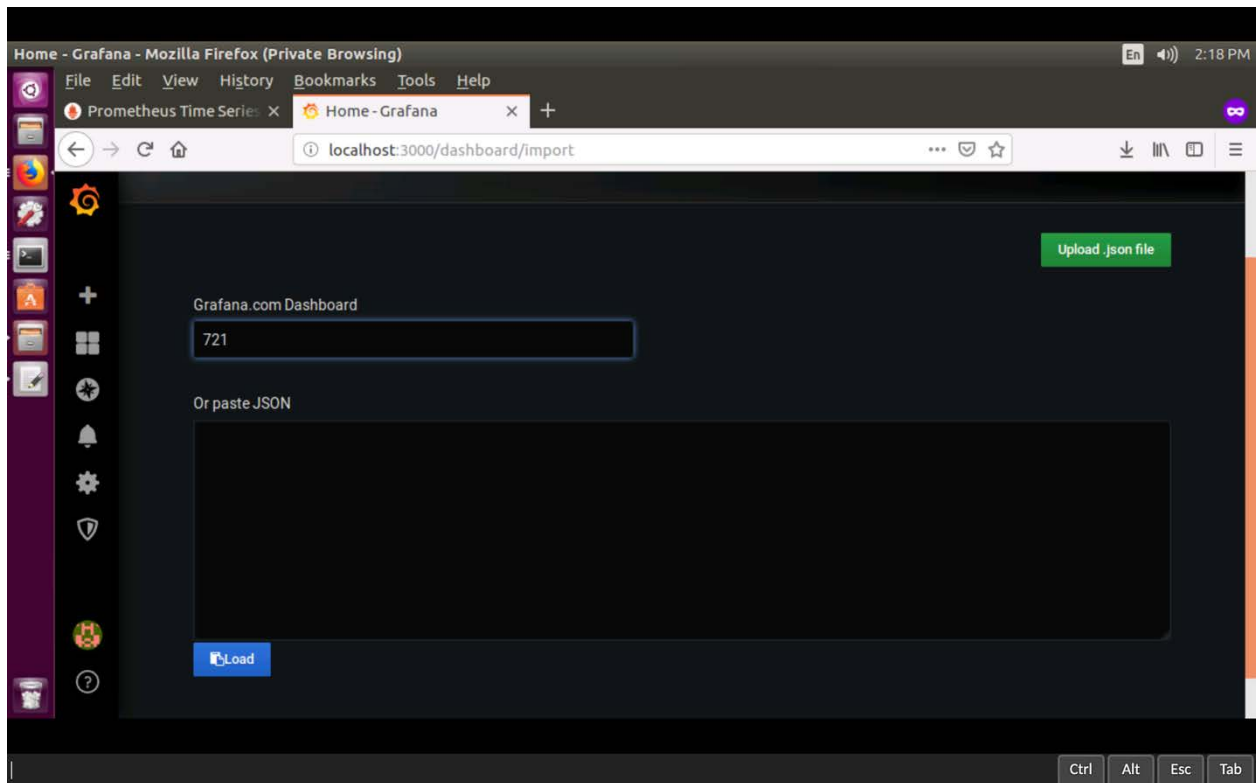 Home - Grafana - Mozilla Firefox (Private Browsing) En 2:18 PM
File Edit View History Bookmarks Tools Help
Prometheus Time Series Home - Grafana
localhost:3000/dashboard/import
Upload .json file
Grafana.com Dashboard
721
Or paste JSON
Load
Ctrl Alt Esc Tab